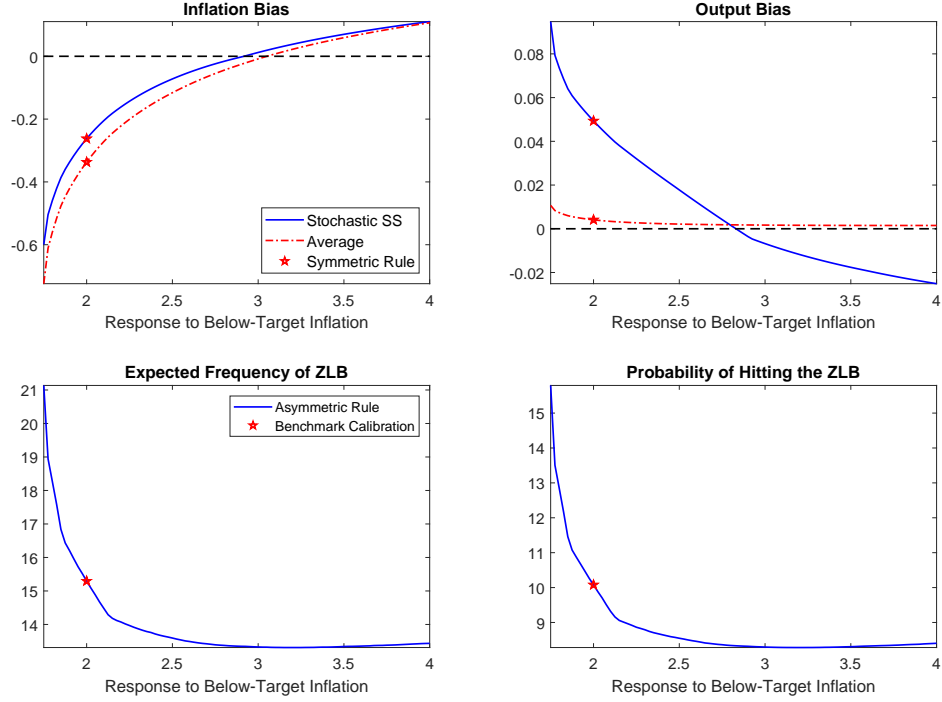 Inflation Bias
0
-0.2
-0.4
-0.6
Stochastic SS
Average
Symmetric Rule
2 2.5 3 3.5 4
Response to Below-Target Inflation
Output Bias
0.08
0.06
0.04
0.02
0
-0.02
2 2.5 3 3.5 4
Response to Below-Target Inflation
Expected Frequency of ZLB
21
20
19
18
17
16
15
14
Asymmetric Rule
Benchmark Calibration
2 2.5 3 3.5 4
Response to Below-Target Inflation
Probability of Hitting the ZLB
15
14
13
12
11
10
9
8
2 2.5 3 3.5 4
Response to Below-Target Inflation